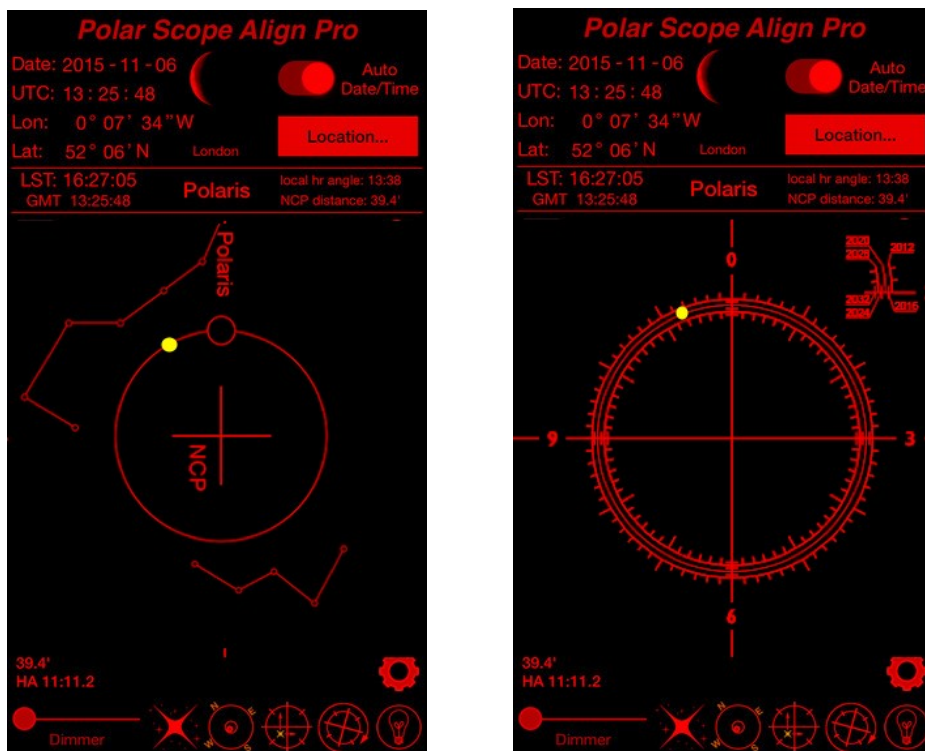 Polar Scope Align Pro
Date: 2015 - 11 - 06
Auto
Date/Time
UTC: 13 : 25 : 48
Lon: 0° 07' 34"W
Location...
Lat: 52° 06' N
London
LST: 16:27:05
GMT 13:25:48
Polaris
local hr angle: 13:38
NCP distance: 39.4'
Polaris
NCP
39.4'
HA 11:11.2
Dimmer
N
E
W
S
Polar Scope Align Pro
Date: 2015 - 11 - 06
Auto
Date/Time
UTC: 13 : 25 : 48
Lon: 0° 07' 34"W
Location...
Lat: 52° 06' N
London
LST: 16:27:05
GMT 13:25:48
Polaris
local hr angle: 13:38
NCP distance: 39.4'
0
2020
2028
2012
2032
2024
2016
9
3
6
39.4'
HA 11:11.2
Dimmer
N
E
W
S